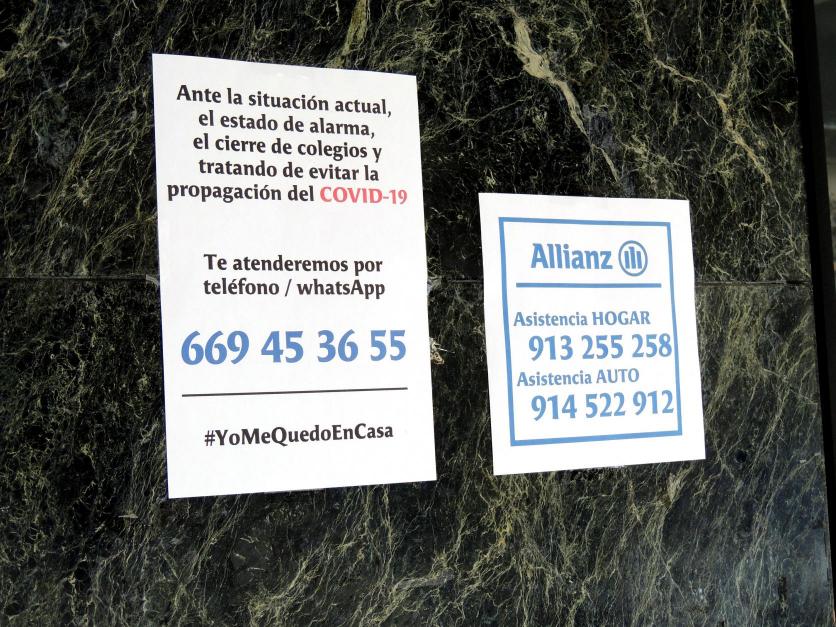 Ante la situación actual,
el estado de alarma,
el cierre de colegios y
tratando de evitar la
propagación del COVID-19
Te atenderemos por
teléfono / whatsApp
669 45 36 55
#YoMeQuedoEnCasa
Allianz
Asistencia HOGAR
913 255 258
Asistencia AUTO
914 522 912